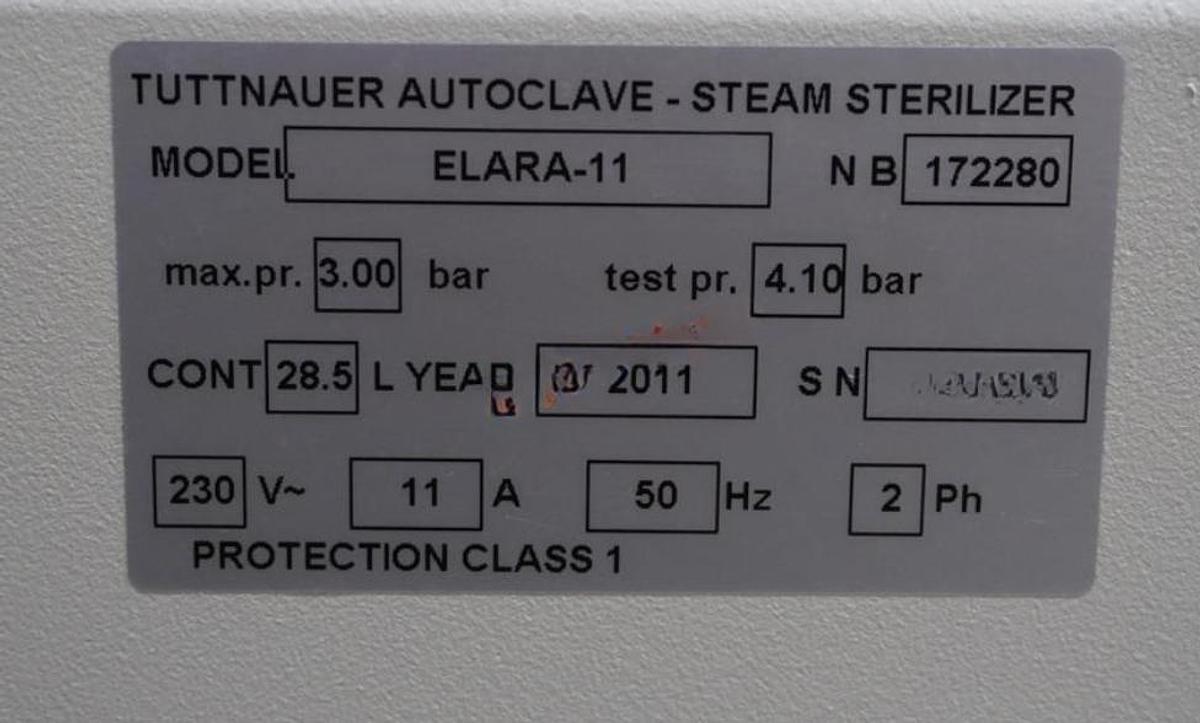 TUTTNAUER AUTOCLAVE - STEAM STERILIZER
MODEL ELARA-11 N B 172280
max.pr. 3.00 bar test pr. 4.10 bar
CONT 28.5 L 2011 S N
230 V~ 11 A 50 Hz 2 Ph
PROTECTION CLASS 1